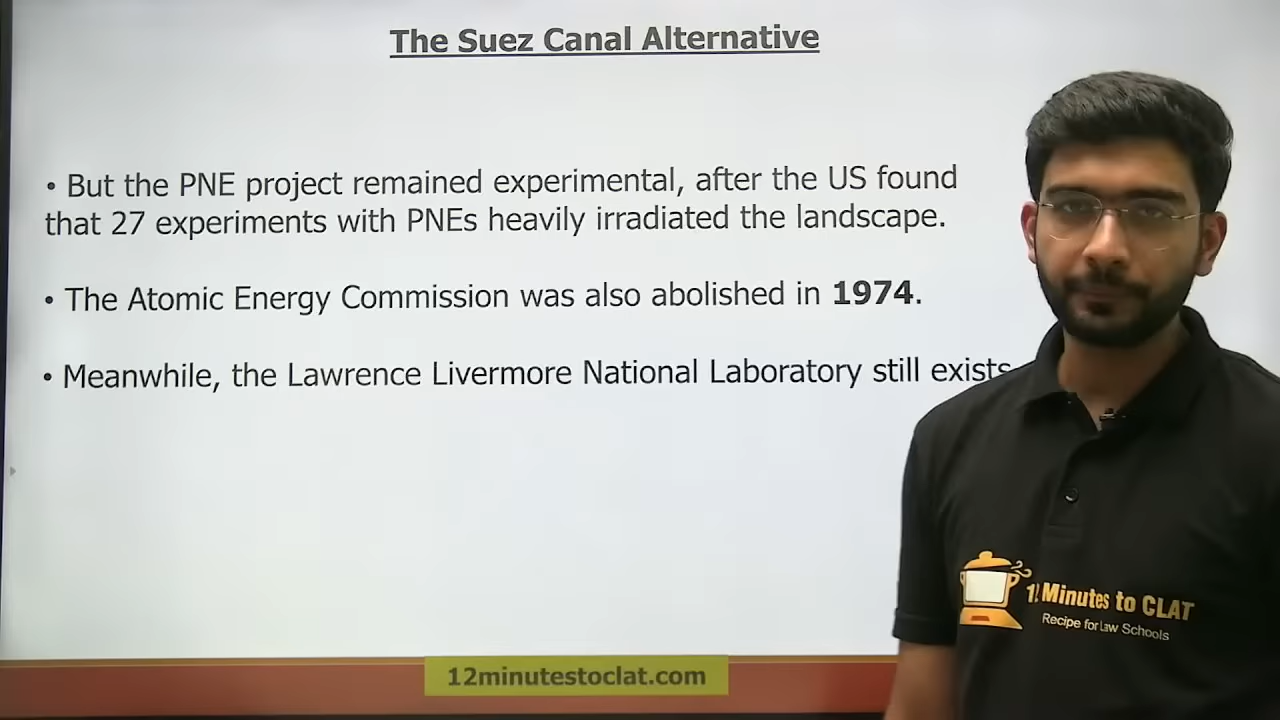 The Suez Canal Alternative
• But the PNE project remained experimental, after the US found
that 27 experiments with PNEs heavily irradiated the landscape.
• The Atomic Energy Commission was also abolished in 1974.
• Meanwhile, the Lawrence Livermore National Laboratory still exists
12 Minutes to CLAT
Recipe for Law Schools
12minutestoclat.com